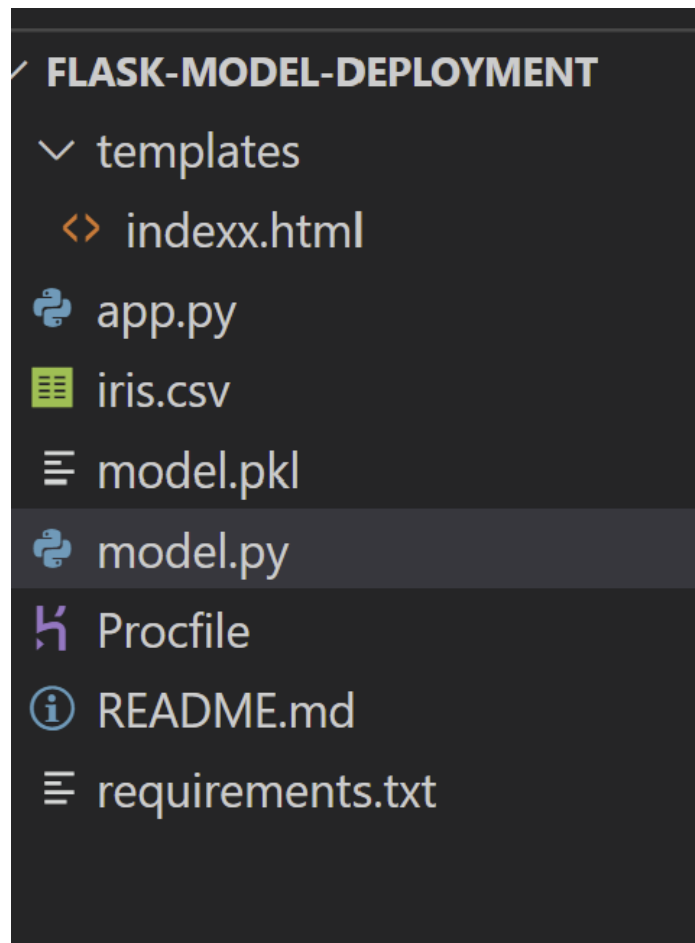 FLASK-MODEL-DEPLOYMENT
templates
indexx.html
app.py
iris.csv
model.pkl
model.py
Procfile
README.md
requirements.txt